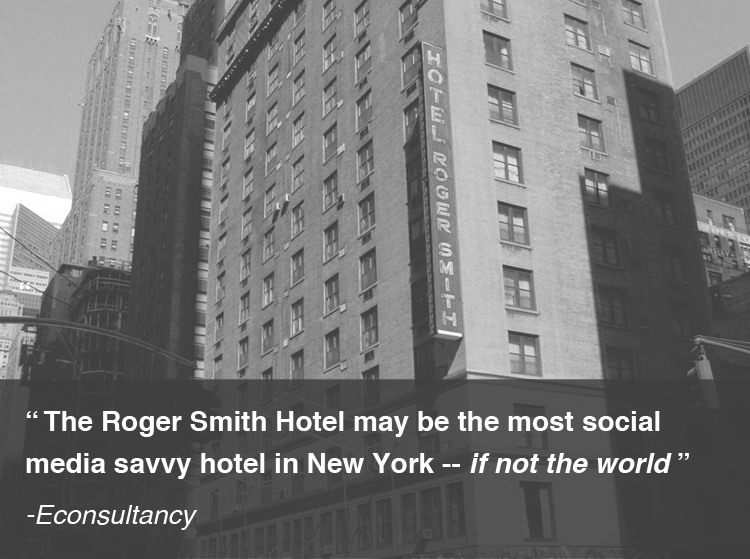 HOTEL ROGER SMITH
“ The Roger Smith Hotel may be the most social
media savvy hotel in New York -- if not the world ”
-Econsultancy